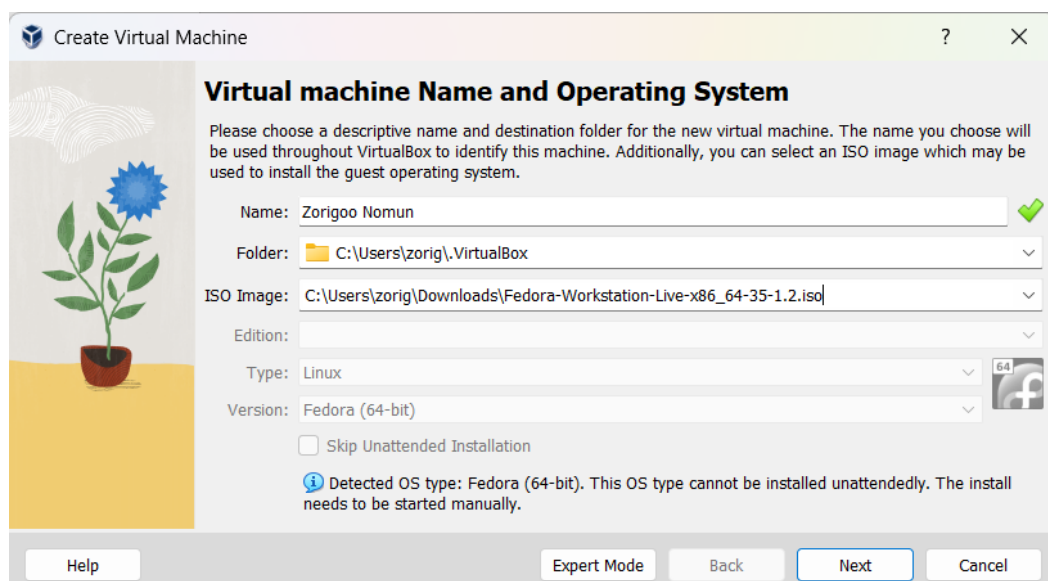 Create Virtual Machine
?
Virtual machine Name and Operating System
Please choose a descriptive name and destination folder for the new virtual machine. The name you choose will
be used throughout VirtualBox to identify this machine. Additionally, you can select an ISO image which may be
used to install the guest operating system.
Name: Zorigoo Nomun
Folder: C:\Users\zorig\.VirtualBox
ISO Image: C:\Users\zorig\Downloads\Fedora-Workstation-Live-x86_64-35-1.2.iso
Edition:
Type: Linux
64
Version: Fedora (64-bit)
Skip Unattended Installation
Detected OS type: Fedora (64-bit). This OS type cannot be installed unattendedly. The install
needs to be started manually.
Help Expert Mode Back Next Cancel